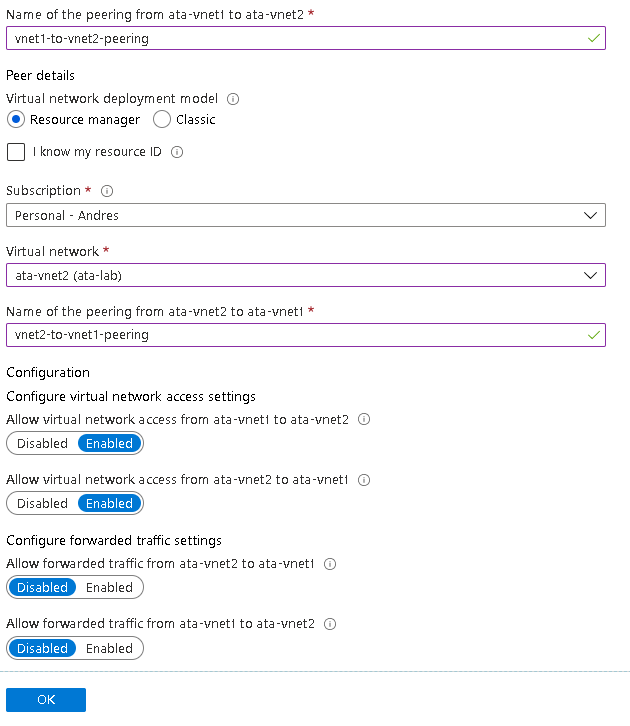 Name of the peering from ata-vnet1 to ata-vnet2 *
vnet1-to-vnet2-peering
Peer details
Virtual network deployment model
Resource manager Classic
I know my resource ID
Subscription *
Personal - Andres
Virtual network *
ata-vnet2 (ata-lab)
Name of the peering from ata-vnet2 to ata-vnet1 *
vnet2-to-vnet1-peering
Configuration
Configure virtual network access settings
Allow virtual network access from ata-vnet1 to ata-vnet2
Disabled Enabled
Allow virtual network access from ata-vnet2 to ata-vnet1
Disabled Enabled
Configure forwarded traffic settings
Allow forwarded traffic from ata-vnet2 to ata-vnet1
Disabled Enabled
Allow forwarded traffic from ata-vnet1 to ata-vnet2
Disabled Enabled
OK